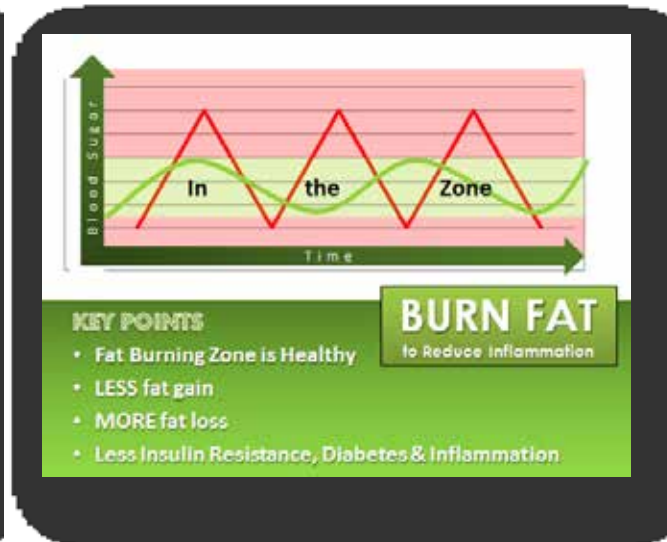 Blood Sugar
In the Zone
Time
BURN FAT
to Reduce Inflammation
KEY POINTS
• Fat Burning Zone is Healthy
• LESS fat gain
• MORE fat loss
• Less Insulin Resistance, Diabetes & Inflammation